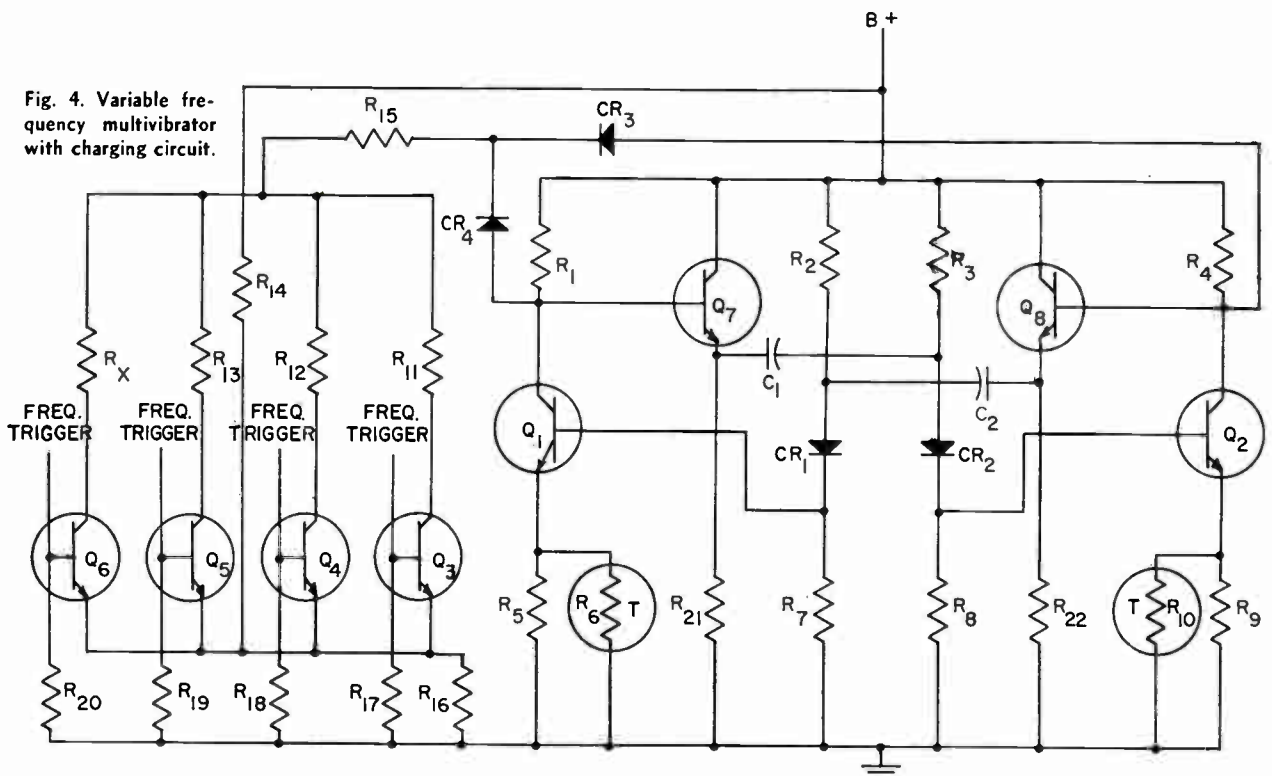 B+
Fig. 4. Variable fre-
quency multivibrator
with charging circuit.
R15
CR3
CR4
R1
R2
R3
R4
R14
Q7
Q8
RX
R13
R12
R11
C1
C2
FREQ.
TRIGGER
FREQ.
TRIGGER
FREQ.
TRIGGER
FREQ.
TRIGGER
Q1
CR1
CR2
Q2
Q6
Q5
Q4
Q3
R5
R6
T
R21
R7
R8
R22
T
R10
R9
R20
R19
R18
R17
R16